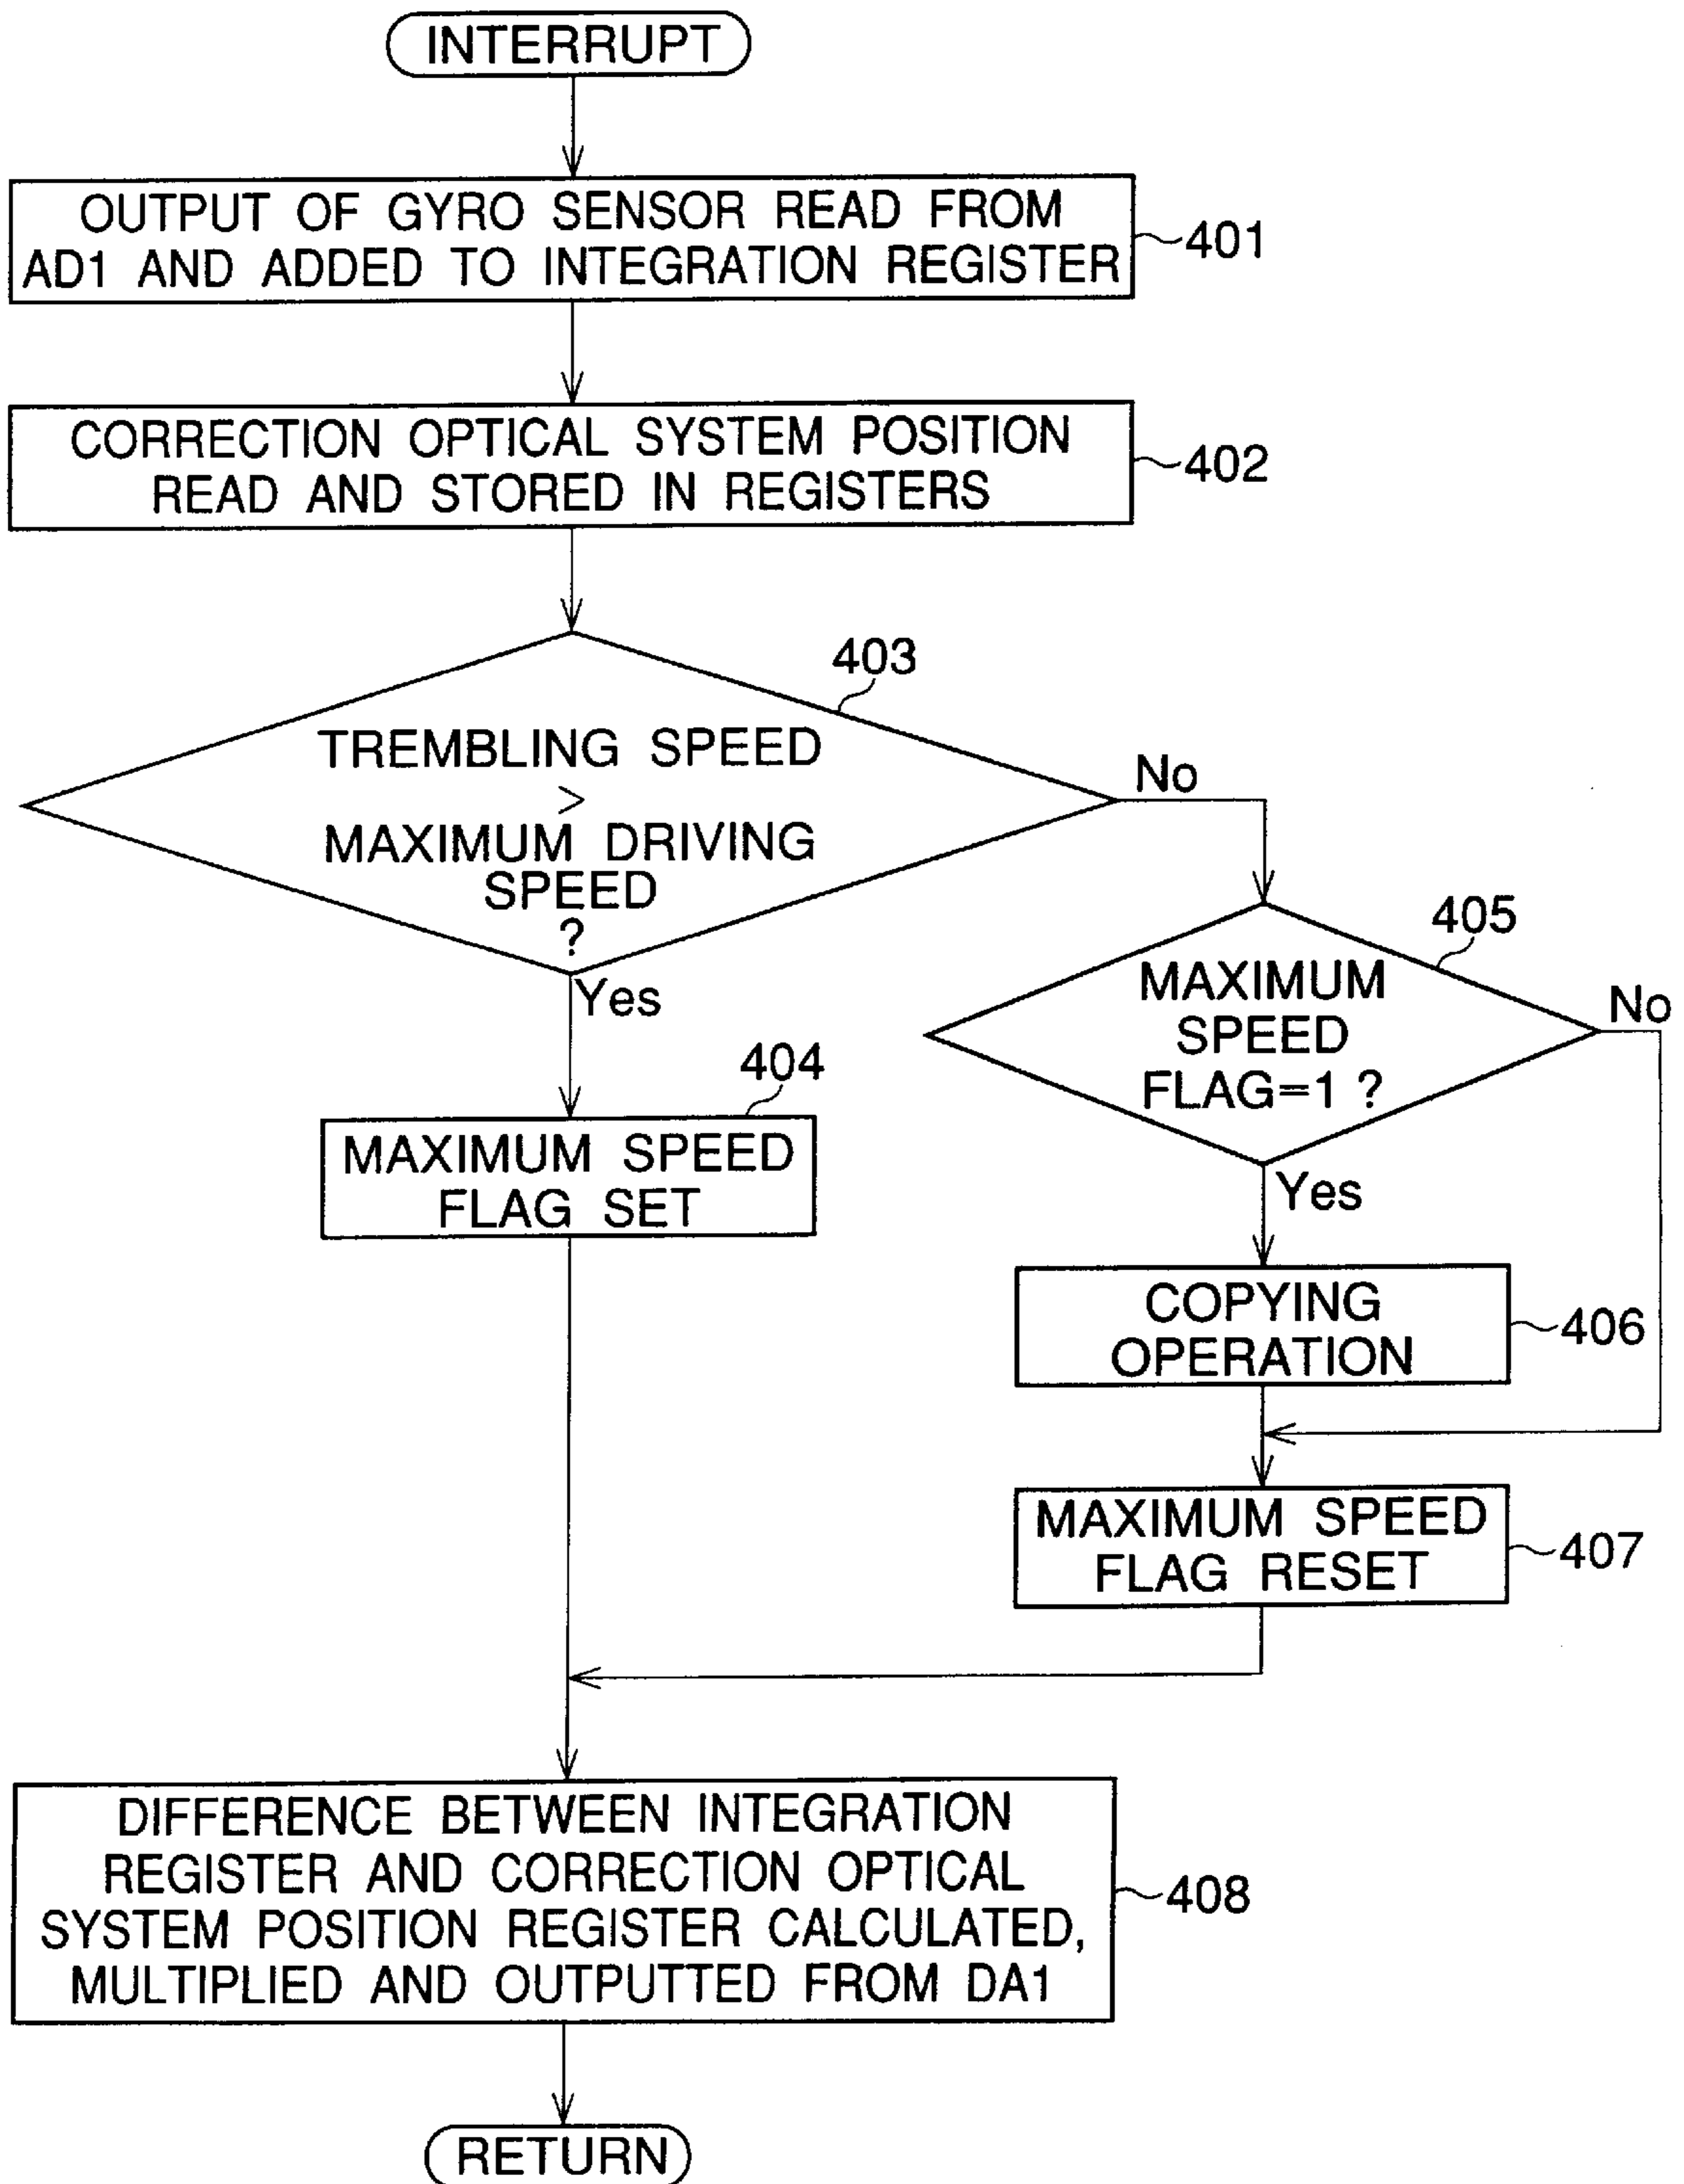 INTERRUPT
OUTPUT OF GYRO SENSOR READ FROM
AD1 AND ADDED TO INTEGRATION REGISTER
401
CORRECTION OPTICAL SYSTEM POSITION
READ AND STORED IN REGISTERS
402
403
TREMBLING SPEED
>
MAXIMUM DRIVING
SPEED
?
No
Yes
405
MAXIMUM
SPEED
FLAG=1 ?
No
Yes
404
MAXIMUM SPEED
FLAG SET
COPYING
OPERATION
406
MAXIMUM SPEED
FLAG RESET
407
DIFFERENCE BETWEEN INTEGRATION
REGISTER AND CORRECTION OPTICAL
SYSTEM POSITION REGISTER CALCULATED,
MULTIPLIED AND OUTPUTTED FROM DA1
408
RETURN